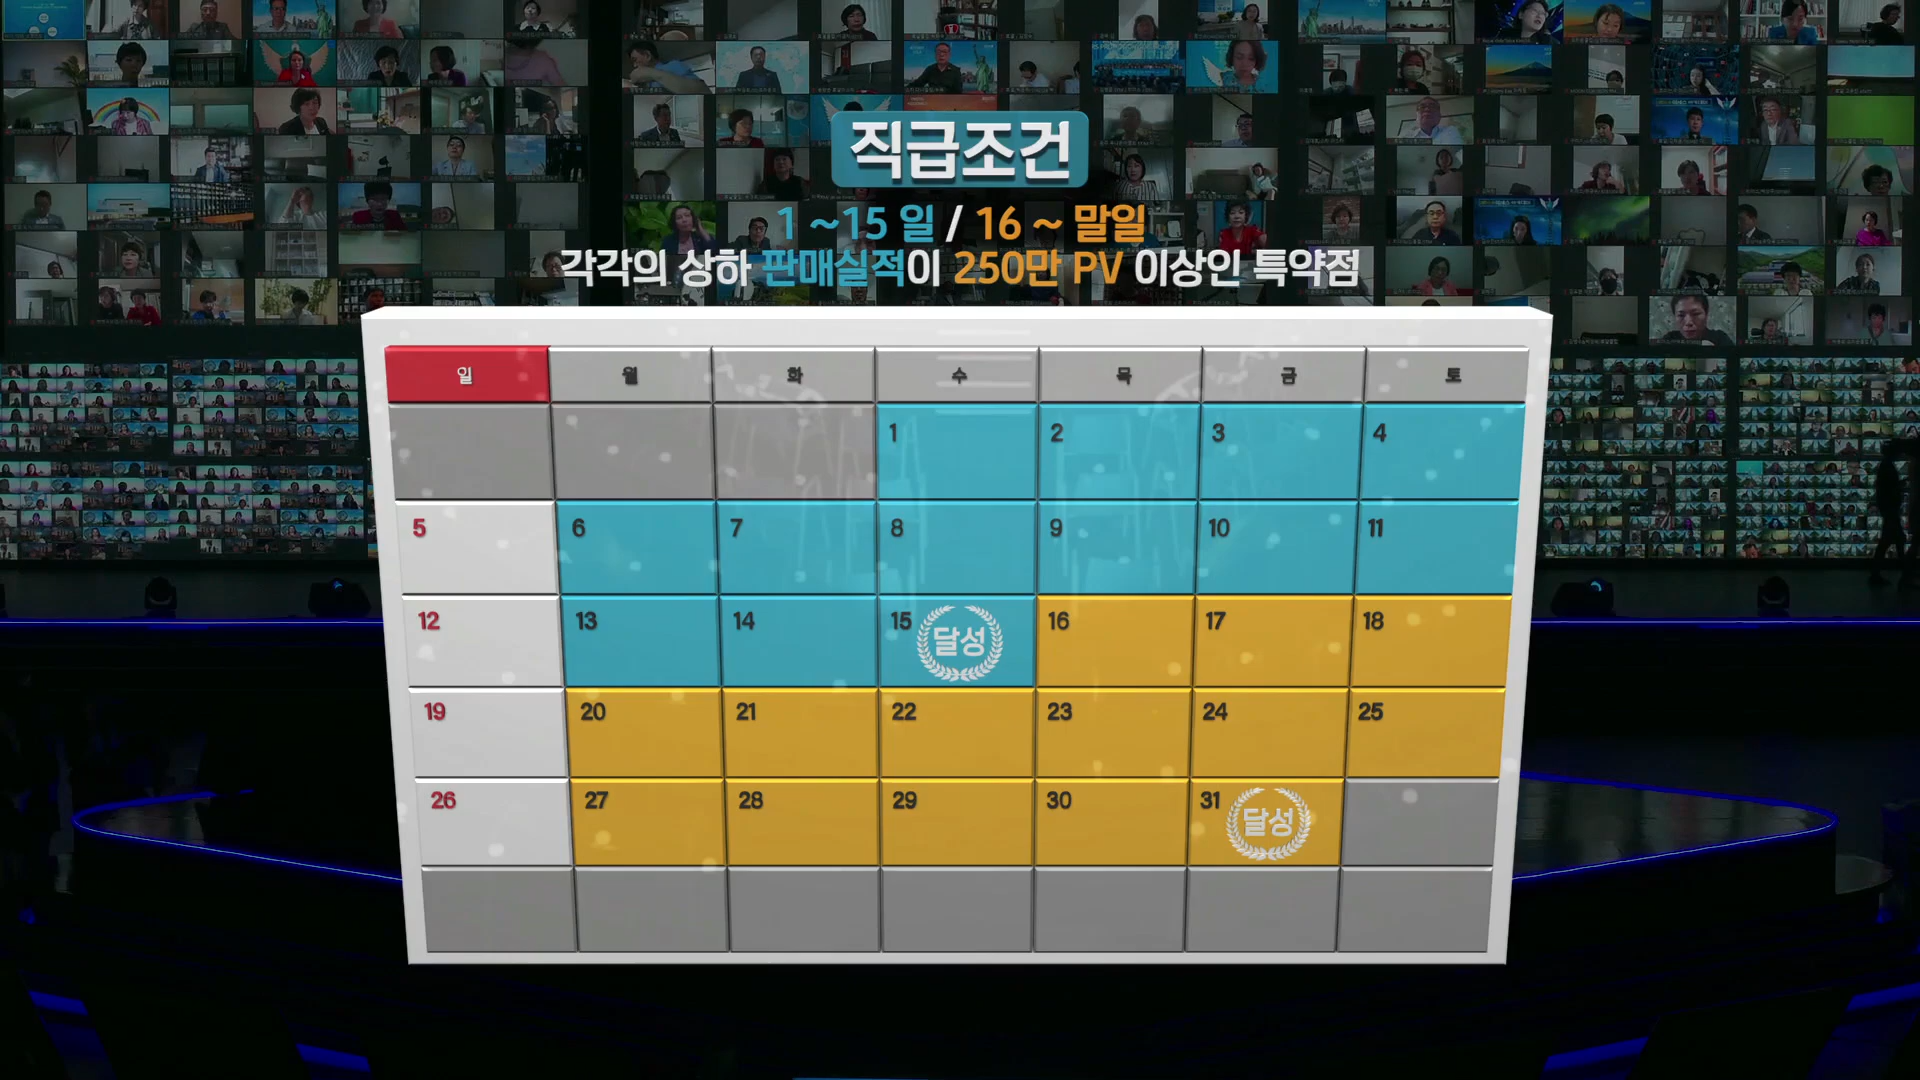 직급조건
1 ~15 일 / 16 ~ 말일
각각의 상하 판매실적이 250만 PV 이상인 특약점
일 월 화 수 목 금 토
1 2 3 4
5 6 7 8 9 10 11
12 13 14 15 달성 16 17 18
19 20 21 22 23 24 25
26 27 28 29 30 31 달성